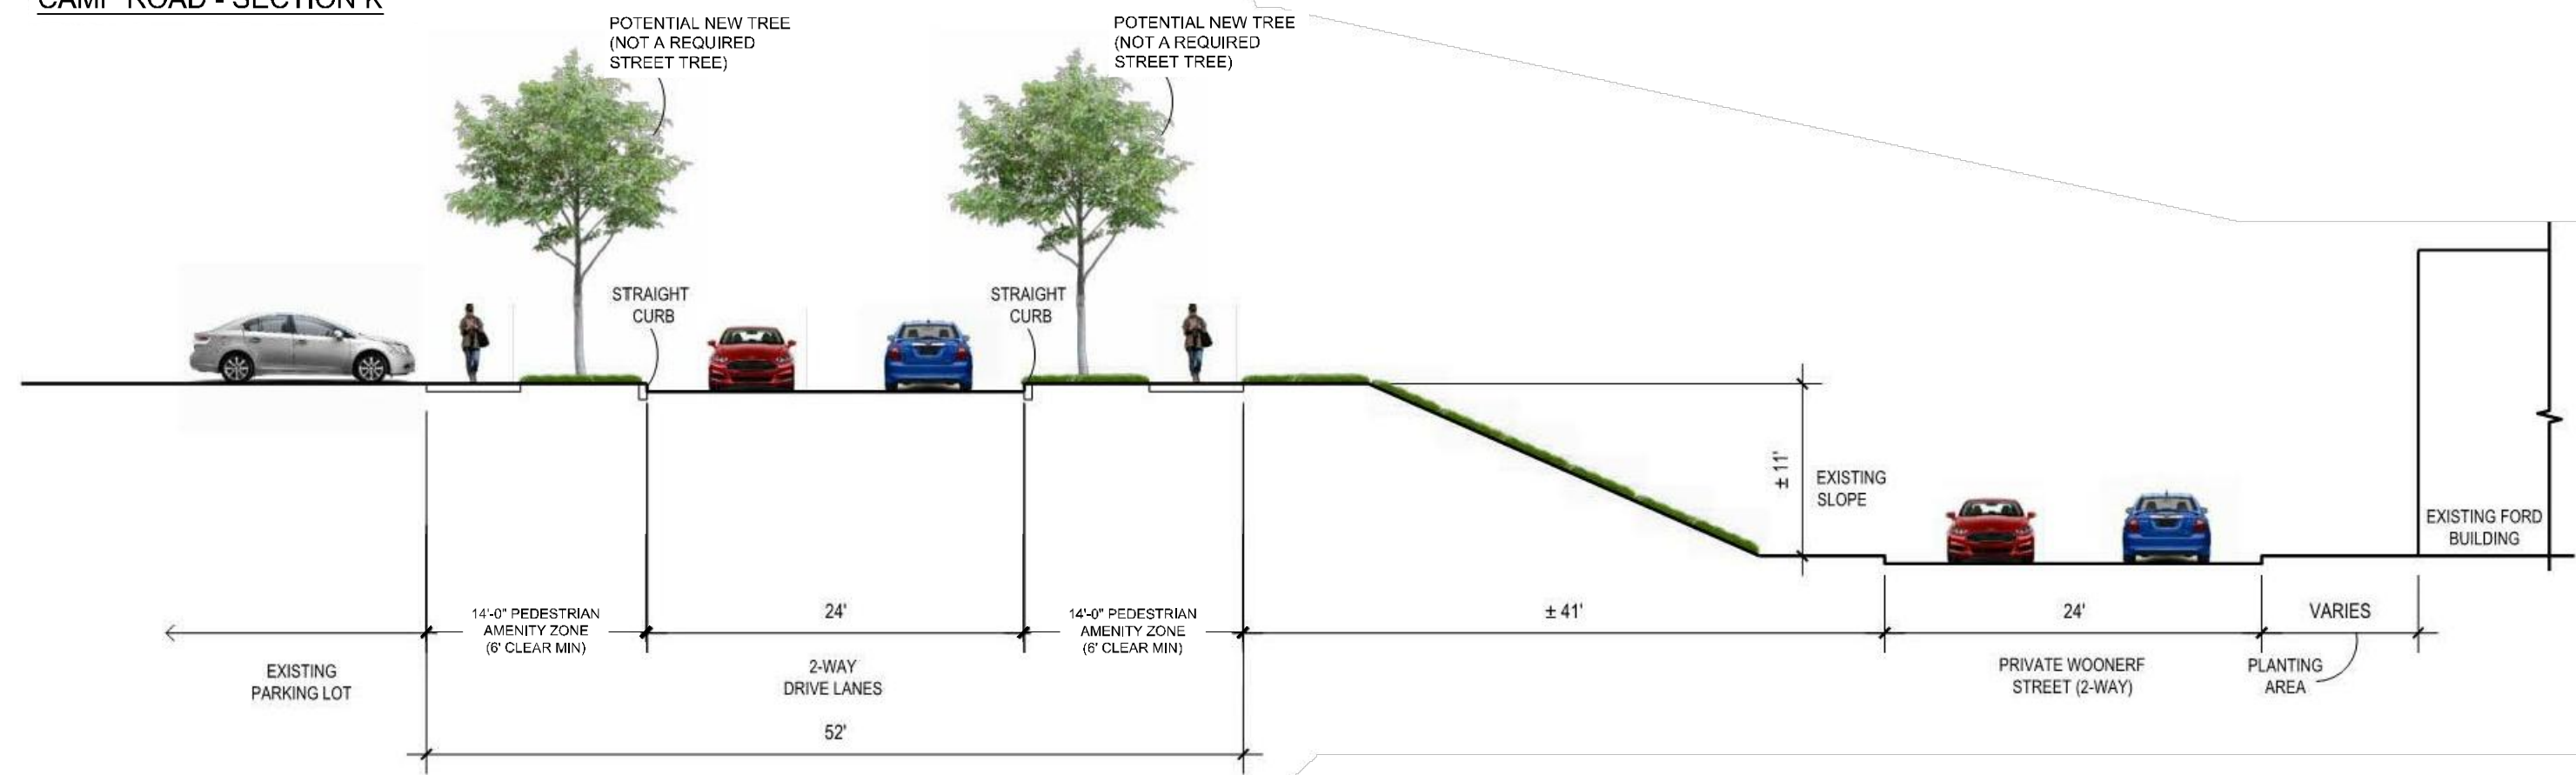 CAMP ROAD - SECTION K
POTENTIAL NEW TREE
(NOT A REQUIRED
STREET TREE)
POTENTIAL NEW TREE
(NOT A REQUIRED
STREET TREE)
STRAIGHT
CURB
STRAIGHT
CURB
± 11'
EXISTING
SLOPE
EXISTING FORD
BUILDING
14'-0" PEDESTRIAN
AMENITY ZONE
(6' CLEAR MIN)
24'
14'-0" PEDESTRIAN
AMENITY ZONE
(6' CLEAR MIN)
± 41'
24'
VARIES
EXISTING
PARKING LOT
2-WAY
DRIVE LANES
PRIVATE WOONERF
STREET (2-WAY)
PLANTING
AREA
52'